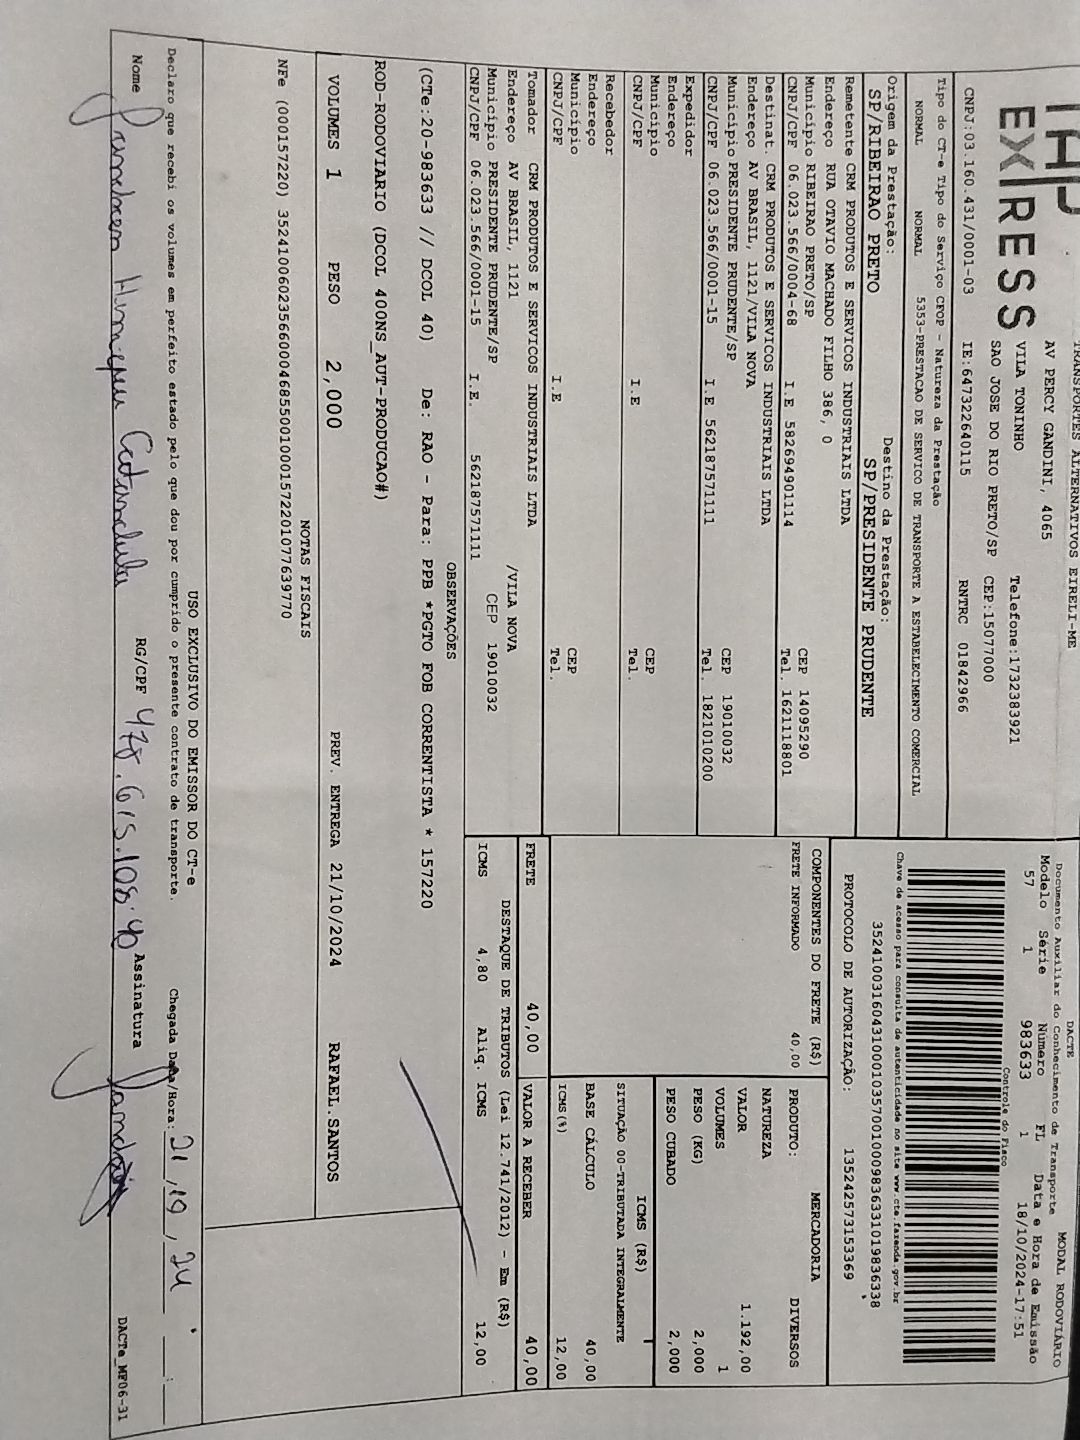 TRANSPORTES ALTERNATIVOS EIRELI-ME
EXPRESS
AV PERCY GANDINI, 4065
VILA TONINHO Telefone:1732383921
SAO JOSE DO RIO PRETO/SP CEP:15077000
CNPJ:03.160.431/0001-03 IE:647322640115 RNTRC 01842966
Tipo do CT-e Tipo do Serviço CFOP - Natureza da Prestação
NORMAL NORMAL 5353-PRESTACAO DE SERVICO DE TRANSPORTE A ESTABELECIMENTO COMERCIAL
Origem da Prestação: Destino da Prestação:
SP/RIBEIRAO PRETO SP/PRESIDENTE PRUDENTE
DACTE
Documento Auxiliar do Conhecimento de Transporte MODAL RODOVIÁRIO
Modelo Série Número FL Data e Hora de Emissão
57 1 983633 1 18/10/2024-17:51
Controle do Fisco
Chave de acesso para consulta de autenticidade no site www.cte.fazenda.gov.br
PROTOCOLO DE AUTORIZAÇÃO: 135242573153369
Remetente CRM PRODUTOS E SERVICOS INDUSTRIAIS LTDA
Endereço RUA OTAVIO MACHADO FILHO 386, 0
Município RIBEIRAO PRETO/SP CEP 14095290
CNPJ/CPF 06.023.566/0004-68 I.E 582694901114 Tel. 1621118801
Destinat. CRM PRODUTOS E SERVICOS INDUSTRIAIS LTDA
Endereço AV BRASIL, 1121/VILA NOVA
Município PRESIDENTE PRUDENTE/SP CEP 19010032
CNPJ/CPF 06.023.566/0001-15 I.E 562187571111 Tel. 1821010200
Expedidor
Endereço
Município CEP
CNPJ/CPF I.E Tel.
Recebedor
Endereço
Município CEP
CNPJ/CPF I.E Tel.
Tomador CRM PRODUTOS E SERVICOS INDUSTRIAIS LTDA
Endereço AV BRASIL, 1121 /VILA NOVA
Município PRESIDENTE PRUDENTE/SP CEP 19010032
CNPJ/CPF 06.023.566/0001-15 I.E. 562187571111
COMPONENTES DO FRETE (R$)
FRETE INFORMADO 40,00
PRODUTO: MERCADORIA
NATUREZA DIVERSOS
VALOR 1.192,00
VOLUMES 1
PESO (KG) 2,000
PESO CUBADO 2,000
ICMS (R$)
SITUAÇÃO 00-TRIBUTADA INTEGRALMENTE
BASE CÁLCULO 40,00
ICMS(%) 12,00
FRETE 40,00 VALOR A RECEBER 40,00
DESTAQUE DE TRIBUTOS (Lei 12.741/2012) - Em (R$)
ICMS 4,80 Aliq. ICMS 12,00
OBSERVAÇÕES
(CTe:20-983633 // DCOL 40) De: RAO - Para: PPB *PGTO FOB CORRENTISTA * 157220
ROD-RODOVIARIO (DCOL 400NS_AUT-PRODUCAO#)
VOLUMES 1 PESO 2,000 PREV. ENTREGA 21/10/2024 RAFAEL.SANTOS
NOTAS FISCAIS
NFe (000157220) 35241006023566000468550010001572201077639770
USO EXCLUSIVO DO EMISSOR DO CT-e
Declaro que recebi os volumes em perfeito estado pelo que dou por cumprido o presente contrato de transporte. Chegada Data/Hora: 21/10/24 __:__
Nome RG/CPF 478.615.108.40 Assinatura
DACTe_MF06-31